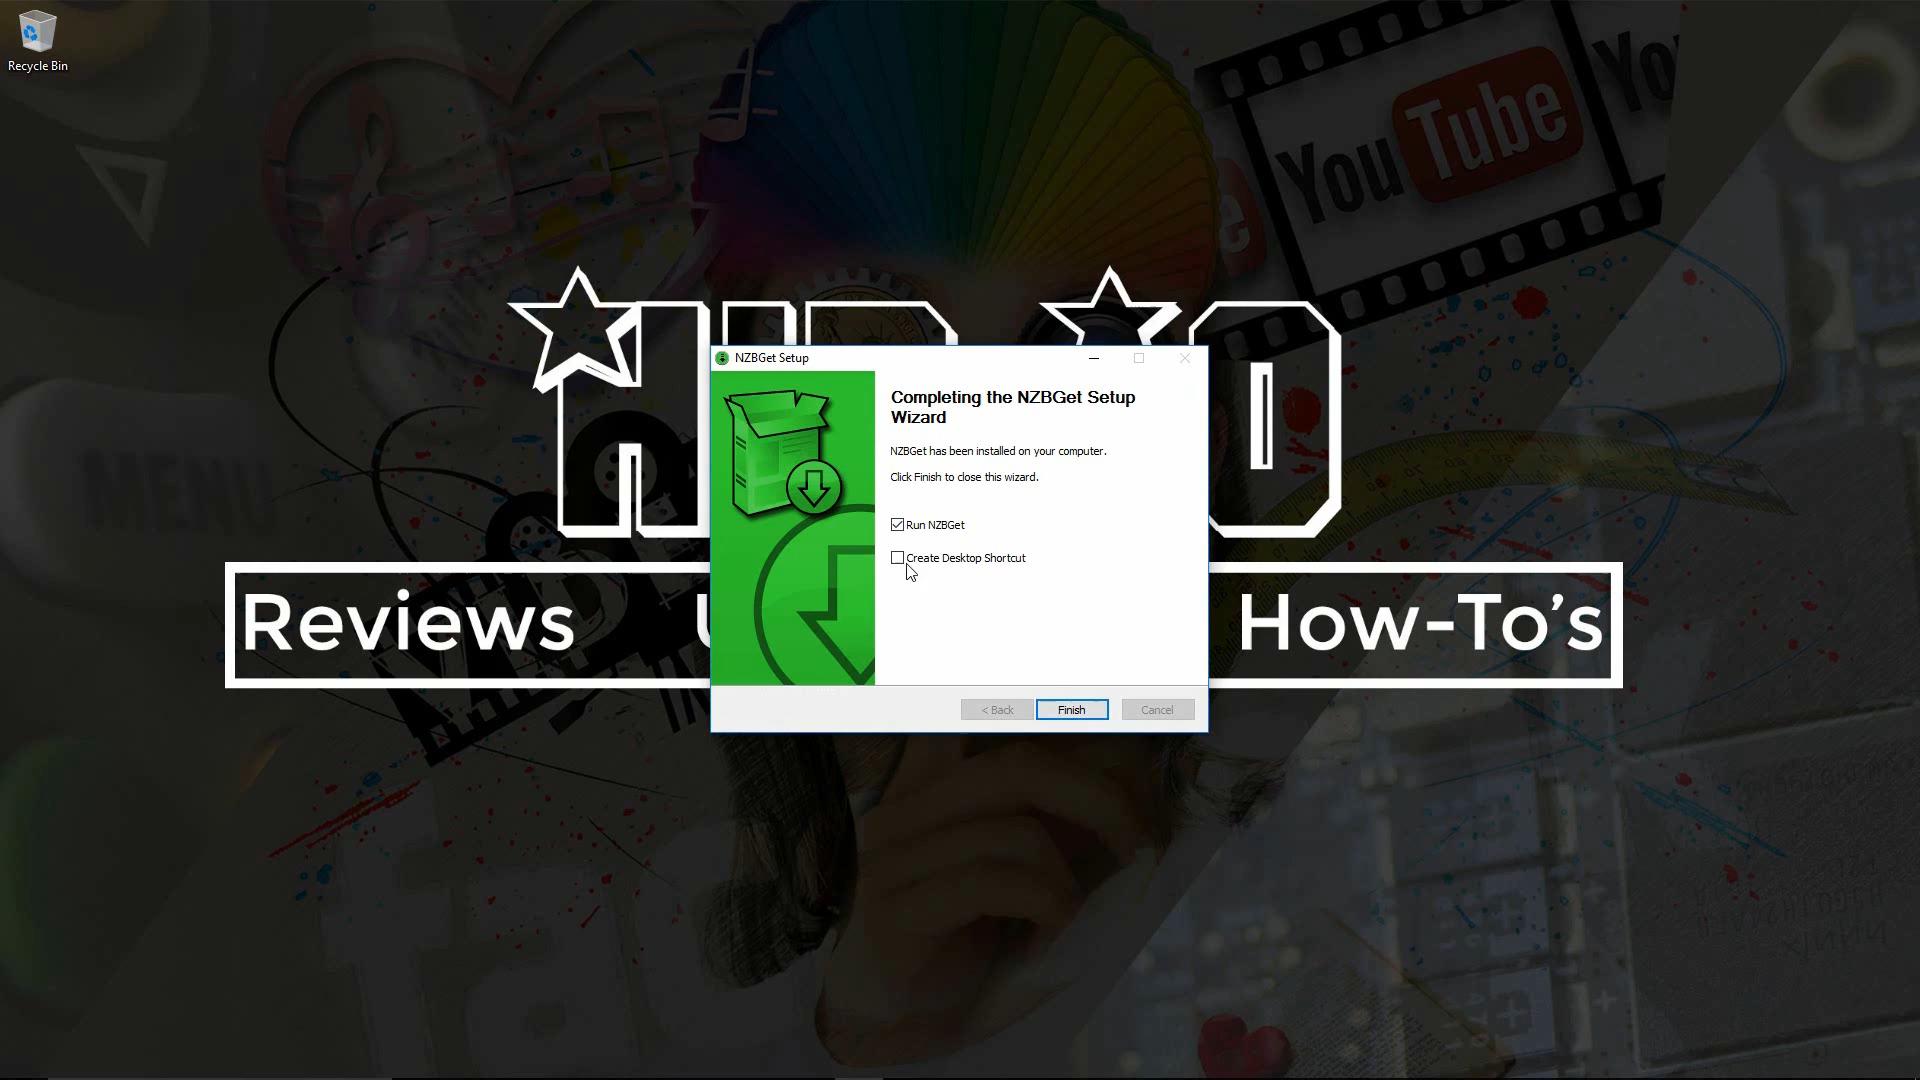 Recycle Bin
YouTube
NZBGet Setup
Completing the NZBGet Setup
Wizard
NZBGet has been installed on your computer.
Click Finish to close this wizard.
Run NZBGet
Create Desktop Shortcut
< Back
Finish
Cancel
Reviews
How-To’s
MENU